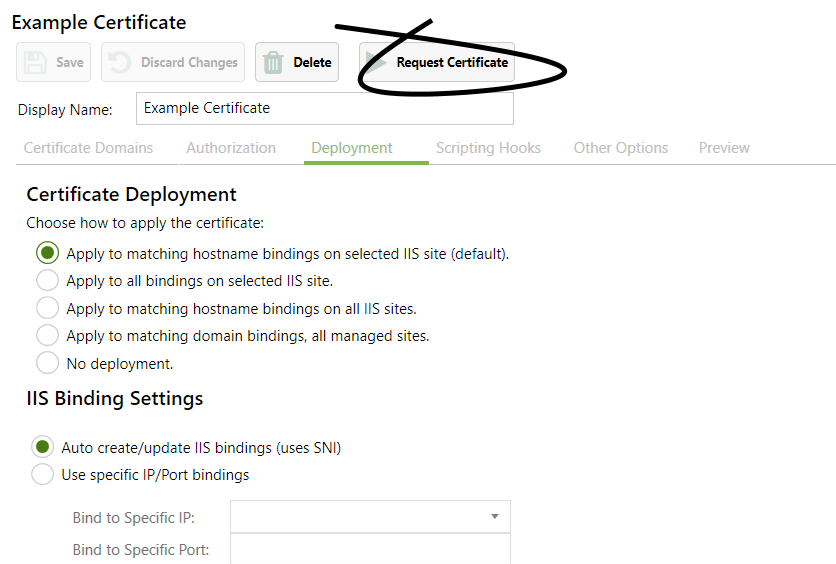 Example Certificate
Save Discard Changes Delete Request Certificate
Display Name: Example Certificate
Certificate Domains Authorization Deployment Scripting Hooks Other Options Preview
Certificate Deployment
Choose how to apply the certificate:
Apply to matching hostname bindings on selected IIS site (default).
Apply to all bindings on selected IIS site.
Apply to matching hostname bindings on all IIS sites.
Apply to matching domain bindings, all managed sites.
No deployment.
IIS Binding Settings
Auto create/update IIS bindings (uses SNI)
Use specific IP/Port bindings
Bind to Specific IP:
Bind to Specific Port: